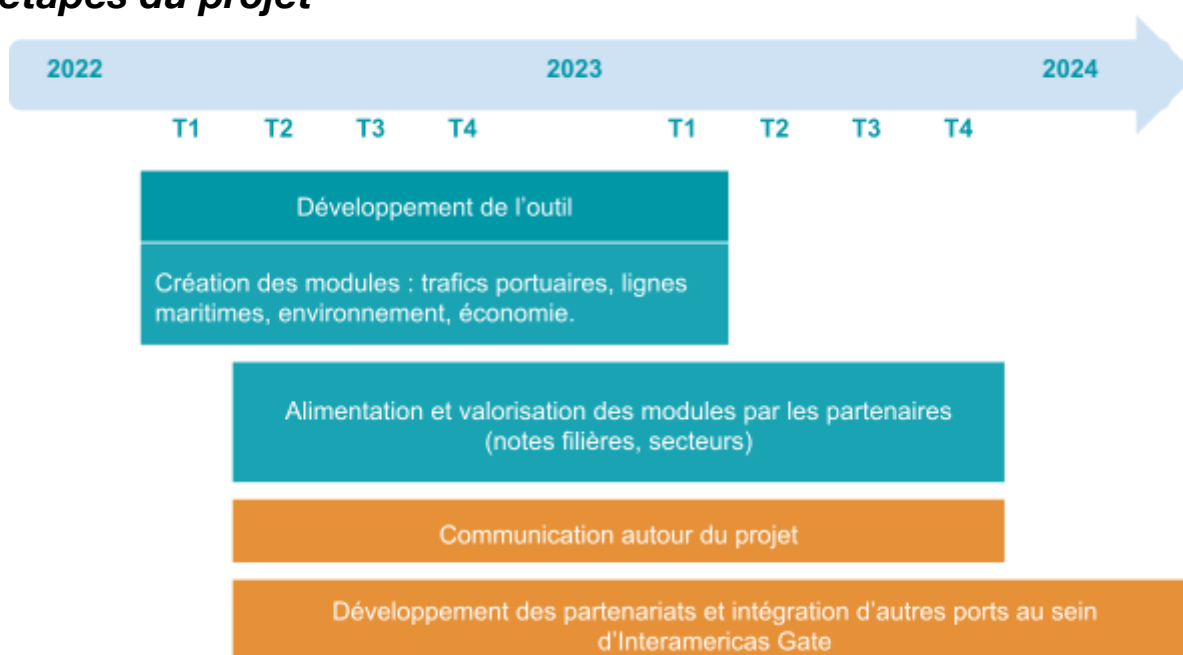 étapes du projet
2022 2023 2024
T1 T2 T3 T4 T1 T2 T3 T4
Développement de l'outil
Création des modules : trafics portuaires, lignes
maritimes, environnement, économie.
Alimentation et valorisation des modules par les partenaires
(notes filières, secteurs)
Communication autour du projet
Développement des partenariats et intégration d'autres ports au sein
d'Interamericas Gate